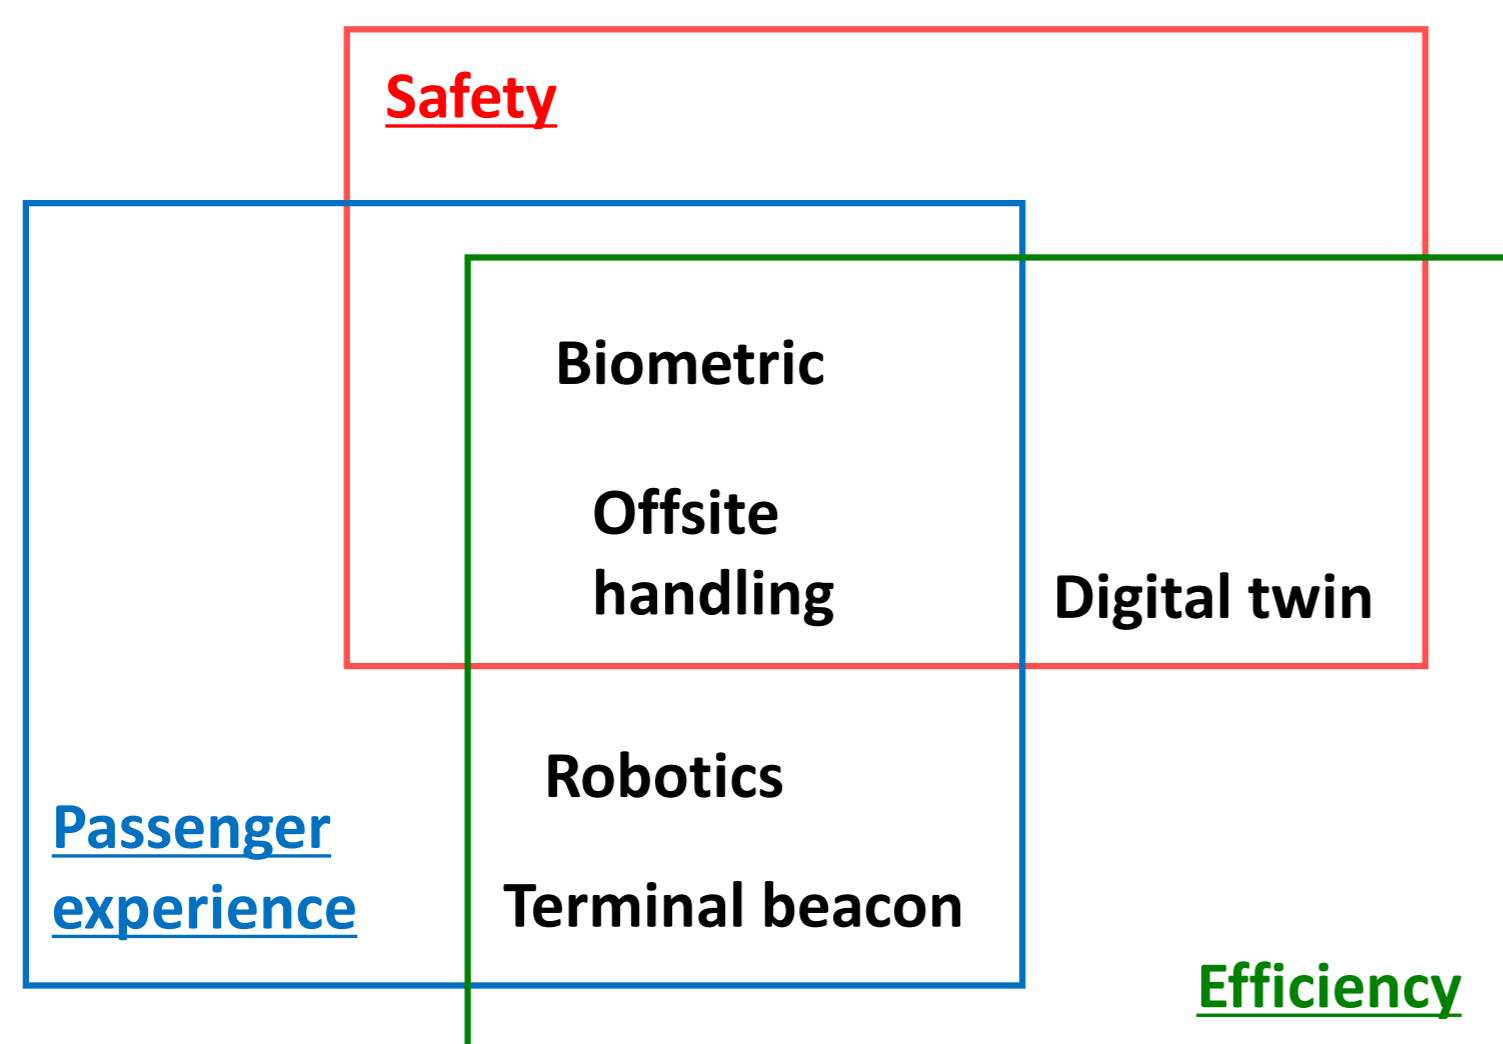 Safety
Biometric
Offsite
handling
Digital twin
Robotics
Passenger
experience
Terminal beacon
Efficiency